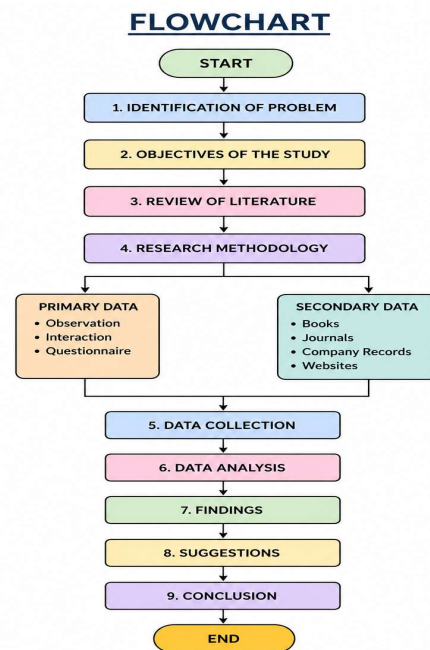 FLOWCHART
START
1. IDENTIFICATION OF PROBLEM
2. OBJECTIVES OF THE STUDY
3. REVIEW OF LITERATURE
4. RESEARCH METHODOLOGY
PRIMARY DATA
• Observation
• Interaction
• Questionnaire
SECONDARY DATA
• Books
• Journals
• Company Records
• Websites
5. DATA COLLECTION
6. DATA ANALYSIS
7. FINDINGS
8. SUGGESTIONS
9. CONCLUSION
END